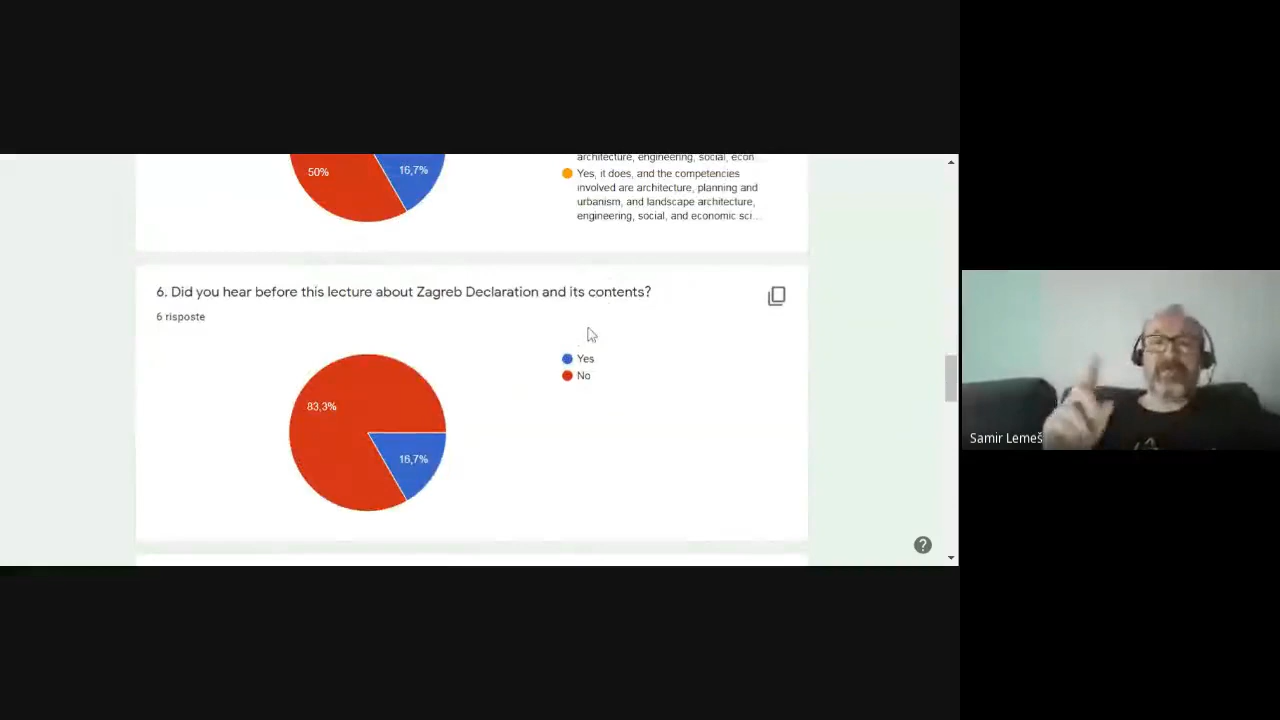 architecture, engineering, social, econ
50%
16,7%
Yes, it does, and the competencies
involved are architecture, planning and
urbanism, and landscape architecture,
engineering, social, and economic sci...
6. Did you hear before this lecture about Zagreb Declaration and its contents?
6 risposte
Yes
No
83,3%
16,7%
?
Samir Lemeš